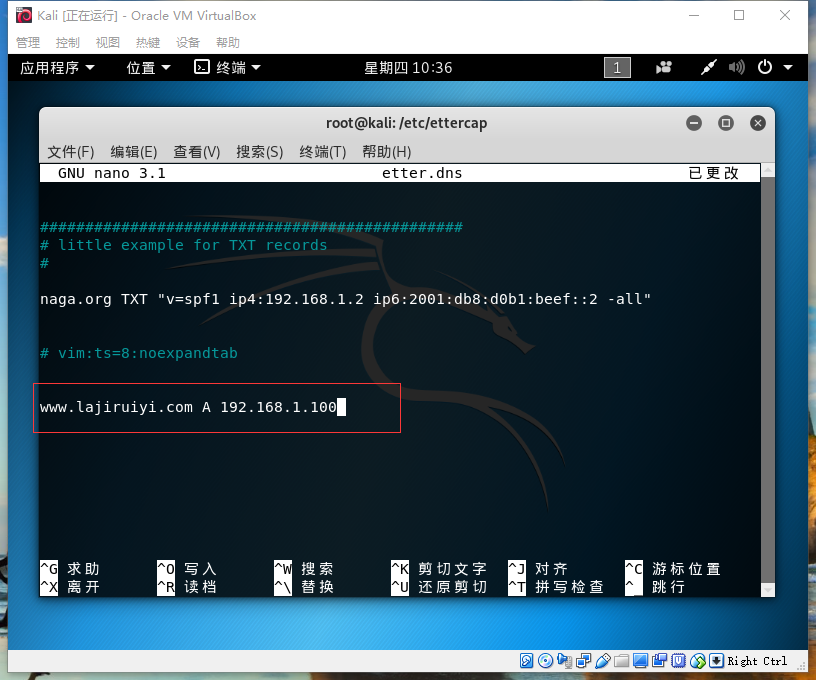 Kali [正在运行] - Oracle VM VirtualBox
管理 控制 视图 热键 设备 帮助
应用程序 位置 终端 星期四 10:36 1
root@kali: /etc/ettercap
文件(F) 编辑(E) 查看(V) 搜索(S) 终端(T) 帮助(H)
GNU nano 3.1 etter.dns 已更改
###############################################
# little example for TXT records
#
naga.org TXT "v=spf1 ip4:192.168.1.2 ip6:2001:db8:d0b1:beef::2 -all"
# vim:ts=8:noexpandtab
www.lajiruiyi.com A 192.168.1.100
^G 求助 ^O 写入 ^W 搜索 ^K 剪切文字 ^J 对齐 ^C 游标位置
^X 离开 ^R 读档 ^\ 替换 ^U 还原剪切 ^T 拼写检查 ^_ 跳行
Right Ctrl